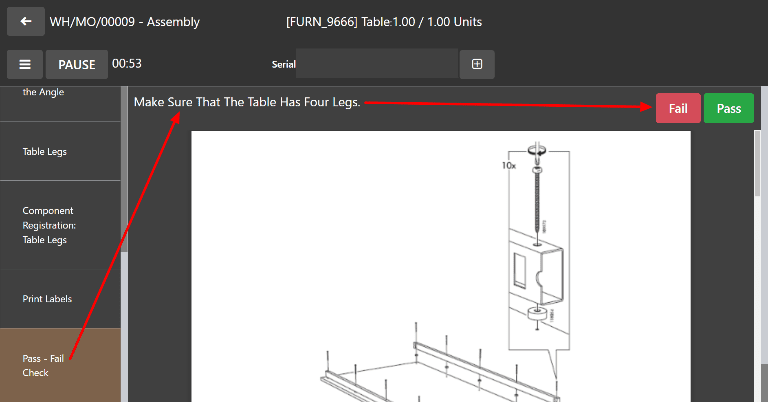 WH/MO/00009 - Assembly
[FURN_9666] Table:1.00 / 1.00 Units
PAUSE
00:53
Serial
the Angle
Table Legs
Component
Registration:
Table Legs
Print Labels
Pass - Fail
Check
Make Sure That The Table Has Four Legs.
Fail
Pass
10x